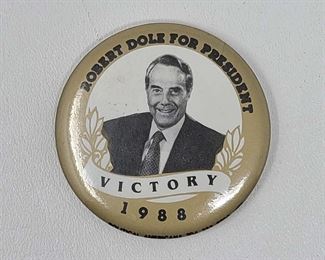 ROBERT DOLE FOR PRESIDENT
VICTORY
1988